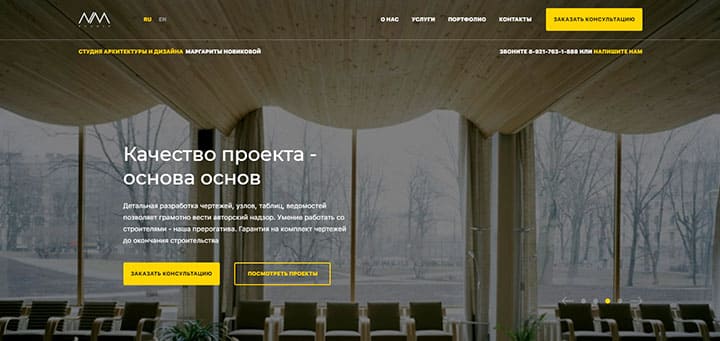 NM
RU EN О НАС УСЛУГИ ПОРТФОЛИО КОНТАКТЫ ЗАКАЗАТЬ КОНСУЛЬТАЦИЮ
СТУДИЯ АРХИТЕКТУРЫ И ДИЗАЙНА МАРГАРИТЫ НОВИКОВОЙ ЗВОНИТЕ 8-921-763-1-888 ИЛИ НАПИШИТЕ НАМ
Качество проекта -
основа основ
Детальная разработка чертежей, узлов, таблиц, ведомостей
позволяет грамотно вести авторский надзор. Умение работать со
строителями - наша прерогатива. Гарантия на комплект чертежей
до окончания строительства
ЗАКАЗАТЬ КОНСУЛЬТАЦИЮ ПОСМОТРЕТЬ ПРОЕКТЫ